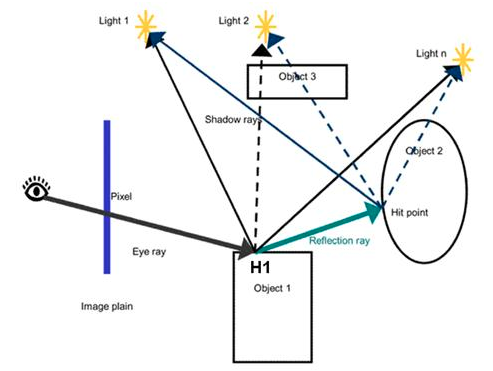 Light 1
Light 2
Light n
Object 3
Shadow rays
Object 2
Pixel
Hit point
Reflection ray
Eye ray
H1
Object 1
Image plain